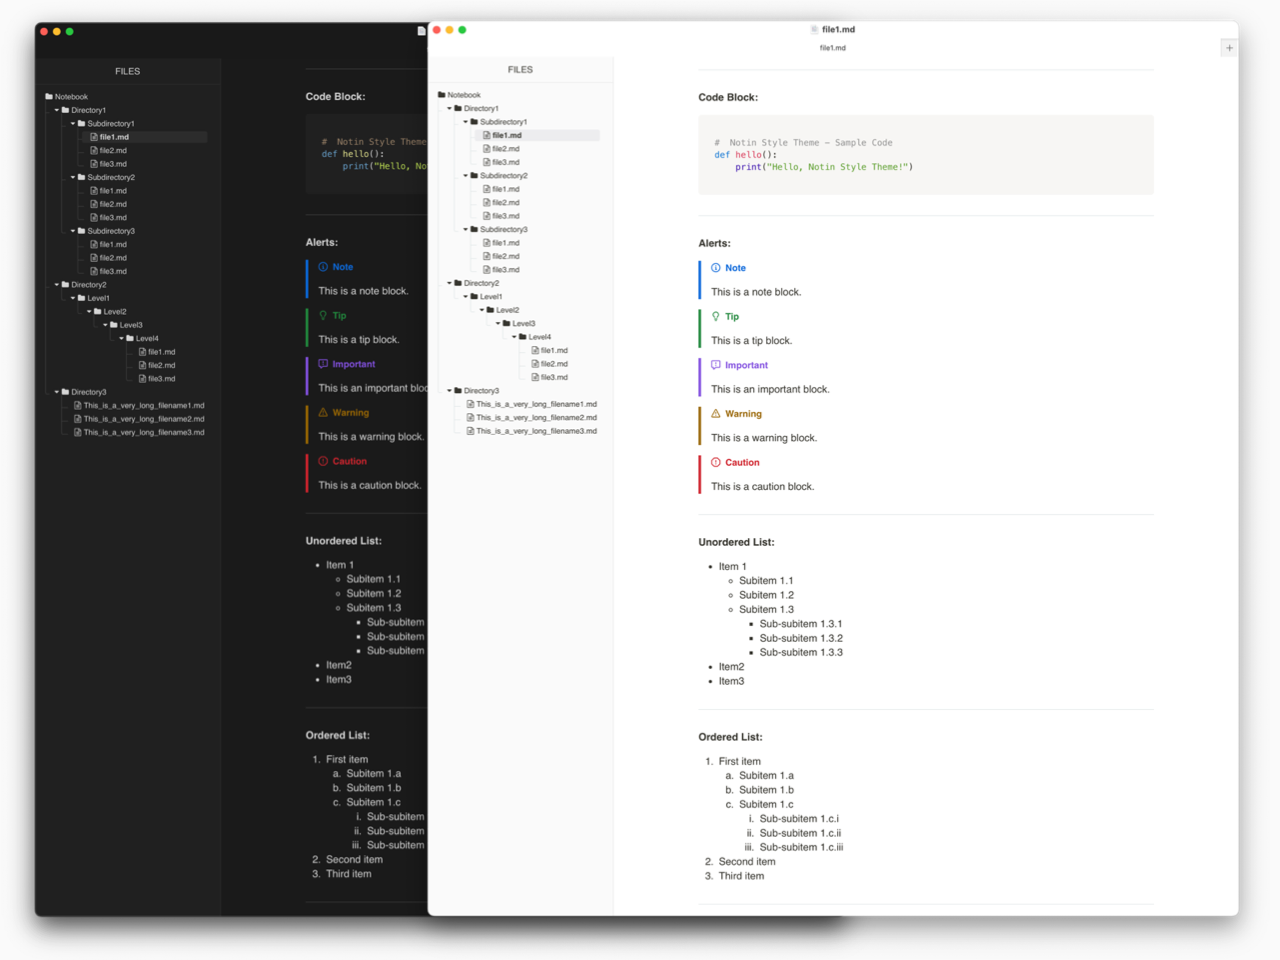 FILES
Notebook
Directory1
Subdirectory1
file1.md
file2.md
file3.md
Subdirectory2
file1.md
file2.md
file3.md
Subdirectory3
file1.md
file2.md
file3.md
Directory2
Level1
Level2
Level3
Level4
file1.md
file2.md
file3.md
Directory3
This_is_a_very_long_filename1.md
This_is_a_very_long_filename2.md
This_is_a_very_long_filename3.md
Code Block:
# Notin Style Theme
def hello():
print("Hello, No
Alerts:
Note
This is a note block.
Tip
This is a tip block.
Important
This is an important bloc
Warning
This is a warning block.
Caution
This is a caution block.
Unordered List:
• Item 1
Subitem 1.1
Subitem 1.2
Subitem 1.3
Sub-subitem
Sub-subitem
Sub-subitem
• Item2
• Item3
Ordered List:
1. First item
a. Subitem 1.a
b. Subitem 1.b
c. Subitem 1.c
i. Sub-subitem
ii. Sub-subitem
iii. Sub-subitem
2. Second item
3. Third item
file1.md
file1.md
+
FILES
Notebook
Directory1
Subdirectory1
file1.md
file2.md
file3.md
Subdirectory2
file1.md
file2.md
file3.md
Subdirectory3
file1.md
file2.md
file3.md
Directory2
Level1
Level2
Level3
Level4
file1.md
file2.md
file3.md
Directory3
This_is_a_very_long_filename1.md
This_is_a_very_long_filename2.md
This_is_a_very_long_filename3.md
Code Block:
# Notin Style Theme – Sample Code
def hello():
print("Hello, Notin Style Theme!")
Alerts:
Note
This is a note block.
Tip
This is a tip block.
Important
This is an important block.
Warning
This is a warning block.
Caution
This is a caution block.
Unordered List:
• Item 1
Subitem 1.1
Subitem 1.2
Subitem 1.3
Sub-subitem 1.3.1
Sub-subitem 1.3.2
Sub-subitem 1.3.3
• Item2
• Item3
Ordered List:
1. First item
a. Subitem 1.a
b. Subitem 1.b
c. Subitem 1.c
i. Sub-subitem 1.c.i
ii. Sub-subitem 1.c.ii
iii. Sub-subitem 1.c.iii
2. Second item
3. Third item